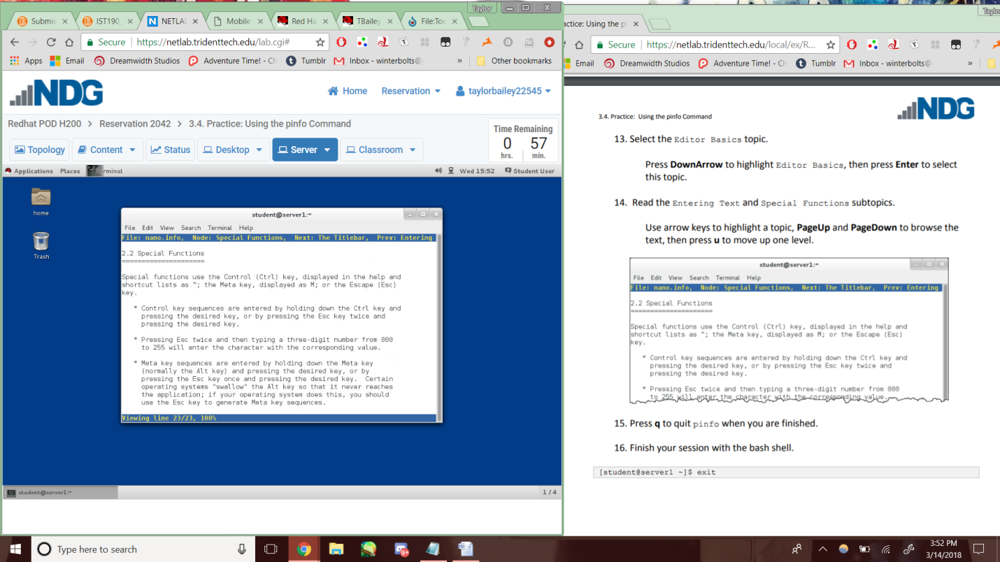 Taylor
Submis
IST190_
NETLAB
Mobile
Red Ha
TBailey
File:Tou
Secure
https://netlab.tridenttech.edu/lab.cgi#
Apps
Email
Dreamwidth Studios
Adventure Time! - Ch
Tumblr
Inbox - winterbolts@
»
Other bookmarks
NDG
Home
Reservation
taylorbailey22545
Redhat POD H200 > Reservation 2042 > 3.4. Practice: Using the pinfo Command
Topology
Content
Status
Desktop
Server
Classroom
Time Remaining
0 57
hrs. min.
Applications Places Terminal
Wed 15:52
Student User
home
Trash
student@server1:~
File Edit View Search Terminal Help
File: nano.info, Node: Special Functions, Next: The Titlebar, Prev: Entering
2.2 Special Functions
=====================
Special functions use the Control (Ctrl) key, displayed in the help and
shortcut lists as ^; the Meta key, displayed as M; or the Escape (Esc)
key.
* Control key sequences are entered by holding down the Ctrl key and
pressing the desired key, or by pressing the Esc key twice and
pressing the desired key.
* Pressing Esc twice and then typing a three-digit number from 000
to 255 will enter the character with the corresponding value.
* Meta key sequences are entered by holding down the Meta key
(normally the Alt key) and pressing the desired key, or by
pressing the Esc key once and pressing the desired key. Certain
operating systems "swallow" the Alt key so that it never reaches
the application; if your operating system does this, you should
use the Esc key to generate Meta key sequences.
Viewing line 23/23, 100%
student@server1:~
1 / 4
Taylo
actice: Using the p
Secure
https://netlab.tridenttech.edu/local/ex/R...
Email
Dreamwidth Studios
Adventure Time! - Ch
Tumblr
Inbox - winterbolts@
»
3.4. Practice: Using the pinfo Command
NDG
13. Select the Editor Basics topic.
Press DownArrow to highlight Editor Basics, then press Enter to select
this topic.
14. Read the Entering Text and Special Functions subtopics.
Use arrow keys to highlight a topic, PageUp and PageDown to browse the
text, then press u to move up one level.
student@server1:~
File Edit View Search Terminal Help
File: nano.info, Node: Special Functions, Next: The Titlebar, Prev: Entering
2.2 Special Functions
=====================
Special functions use the Control (Ctrl) key, displayed in the help and
shortcut lists as ^; the Meta key, displayed as M; or the Escape (Esc)
key.
* Control key sequences are entered by holding down the Ctrl key and
pressing the desired key, or by pressing the Esc key twice and
pressing the desired key.
* Pressing Esc twice and then typing a three-digit number from 000
to 255 will enter the character with the corresponding value.
15. Press q to quit pinfo when you are finished.
16. Finish your session with the bash shell.
[student@server1 ~]$ exit
Type here to search
9+
3:52 PM
3/14/2018